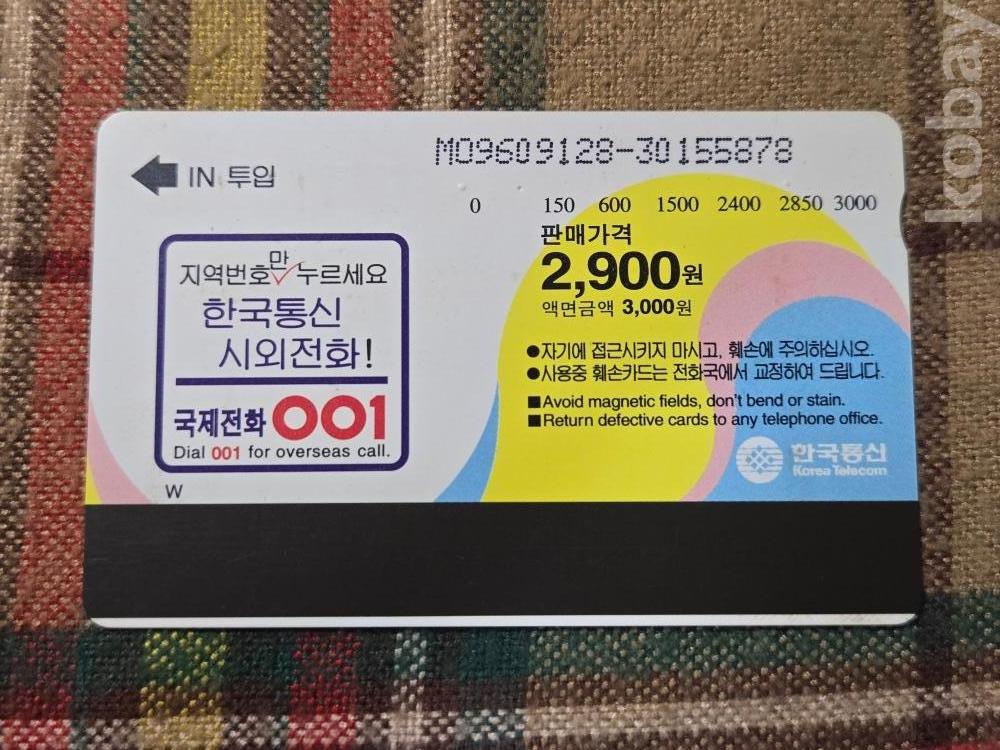 MO9609128-30155878
IN 투입
0 150 600 1500 2400 2850 3000
판매가격
2,900원
액면금액 3,000원
지역번호만 누르세요
한국통신
시외전화!
국제전화 001
Dial 001 for overseas call.
W
●자기에 접근시키지 마시고, 훼손에 주의하십시오.
●사용중 훼손카드는 전화국에서 교정하여 드립니다.
■Avoid magnetic fields, don't bend or stain.
■Return defective cards to any telephone office.
한국통신
Korea Telecom
kobay